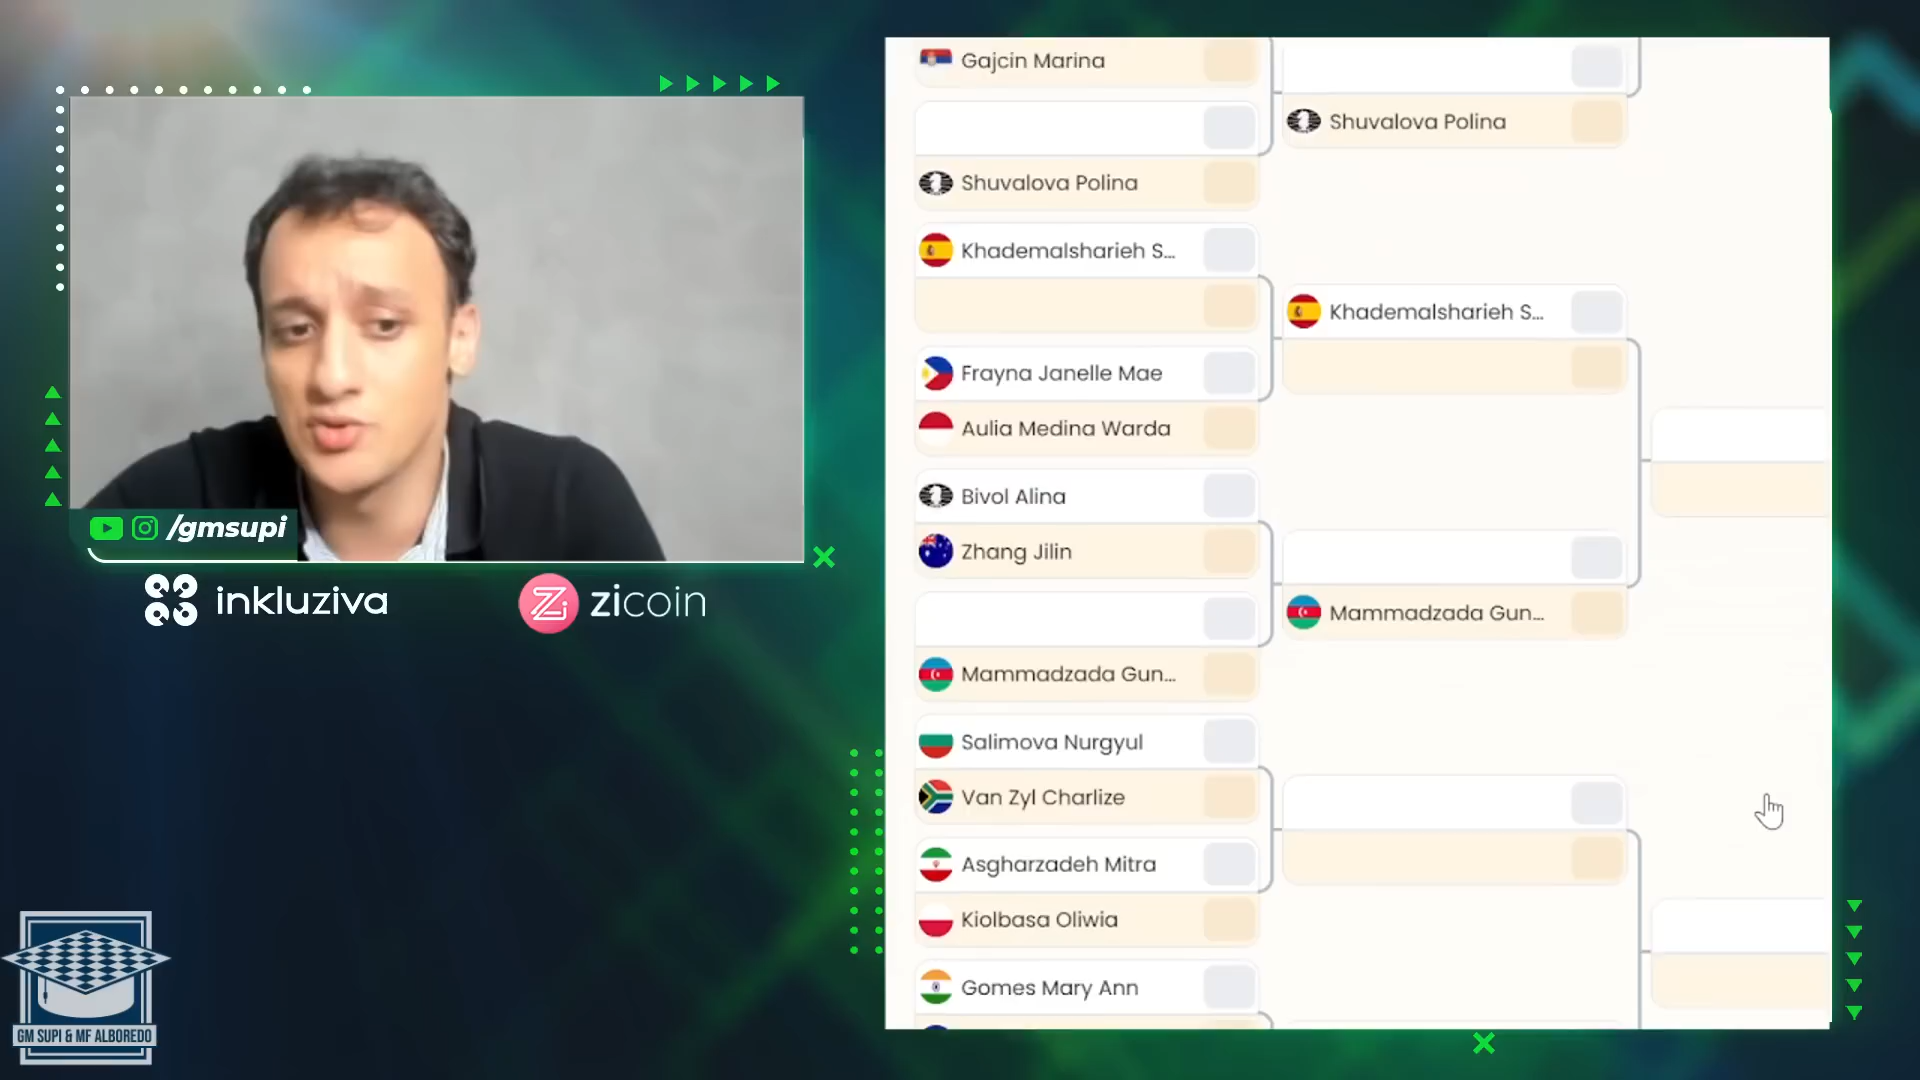 /gmsupi
inkluziva
zicoin
GM SUPI & MF ALBOREDO
Gajcin Marina
Shuvalova Polina
Khademalsharieh S...
Frayna Janelle Mae
Aulia Medina Warda
Bivol Alina
Zhang Jilin
Mammadzada Gun...
Salimova Nurgyul
Van Zyl Charlize
Asgharzadeh Mitra
Kiolbasa Oliwia
Gomes Mary Ann
Shuvalova Polina
Khademalsharieh S...
Mammadzada Gun...